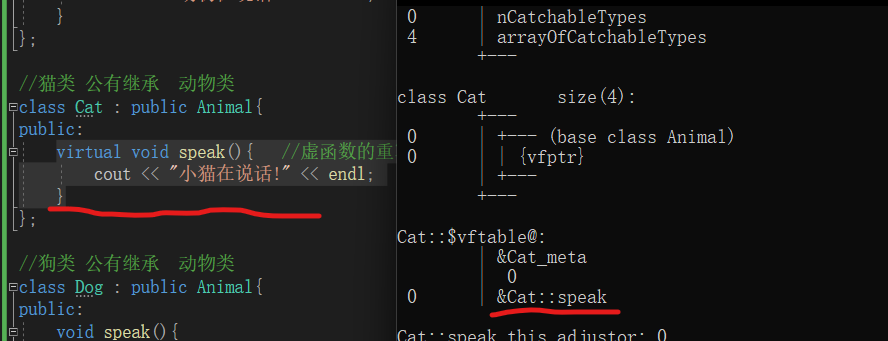 }
};
//猫类 公有继承 动物类
class Cat : public Animal{
public:
virtual void speak(){ //虚函数的重
cout << "小猫在说话!" << endl;
}
};
//狗类 公有继承 动物类
class Dog : public Animal{
public:
void speak(){
0 | nCatchableTypes
4 | arrayOfCatchableTypes
+---
class Cat size(4):
+---
0 | +--- (base class Animal)
0 | | {vfptr}
| +---
+---
Cat::$vftable@:
| &Cat_meta
| 0
0 | &Cat::speak
Cat::speak this adjustor: 0